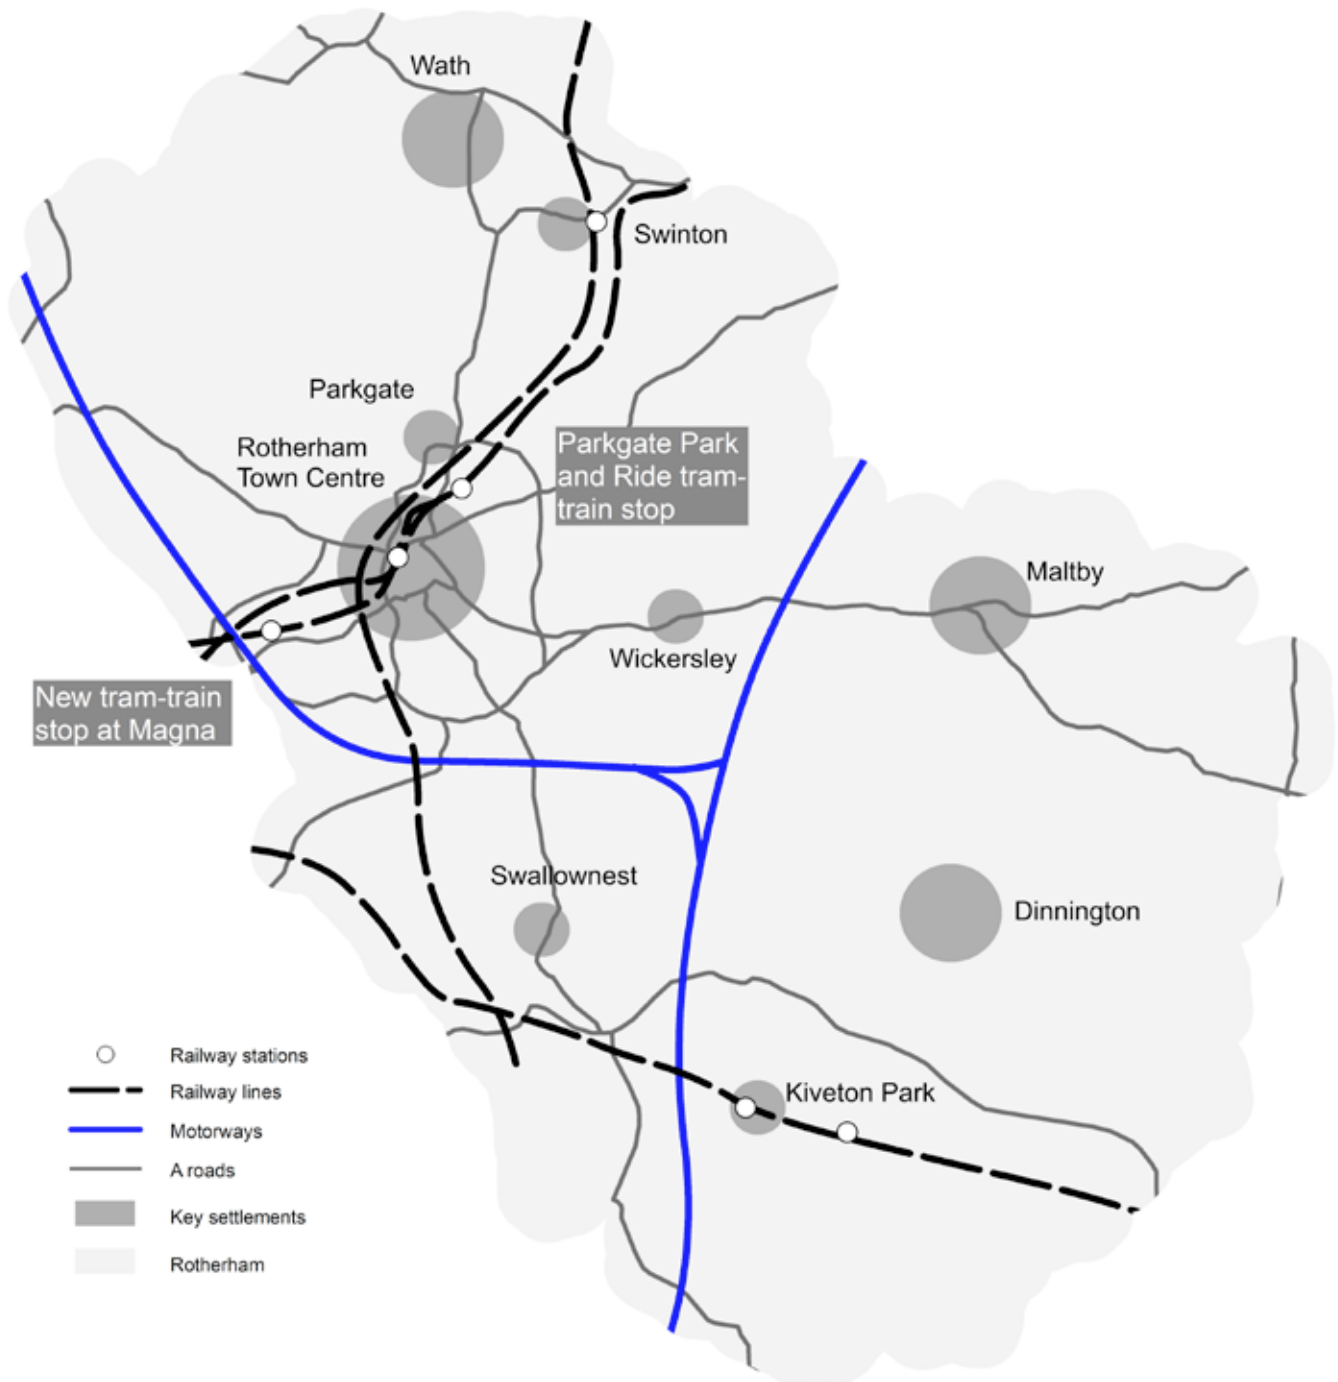 Wath
Swinton
Parkgate
Rotherham
Town Centre
Parkgate Park
and Ride tram-
train stop
Maltby
Wickersley
New tram-train
stop at Magna
Swallownest
Dinnington
Kiveton Park
Railway stations
Railway lines
Motorways
A roads
Key settlements
Rotherham